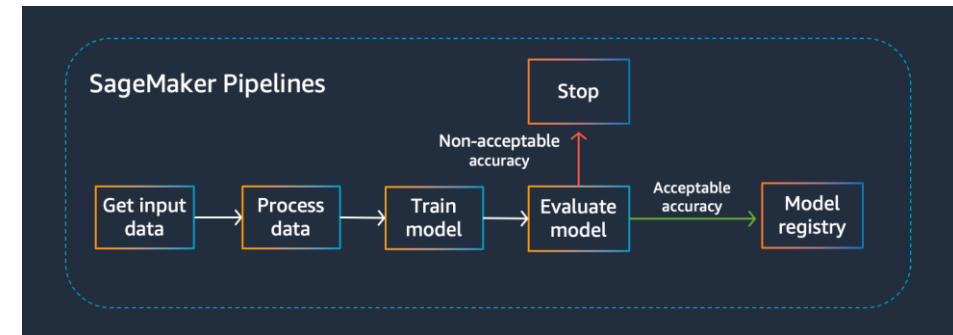 SageMaker Pipelines
Stop
Non-acceptable
accuracy
Get input
data
Process
data
Train
model
Evaluate
model
Acceptable
accuracy
Model
registry